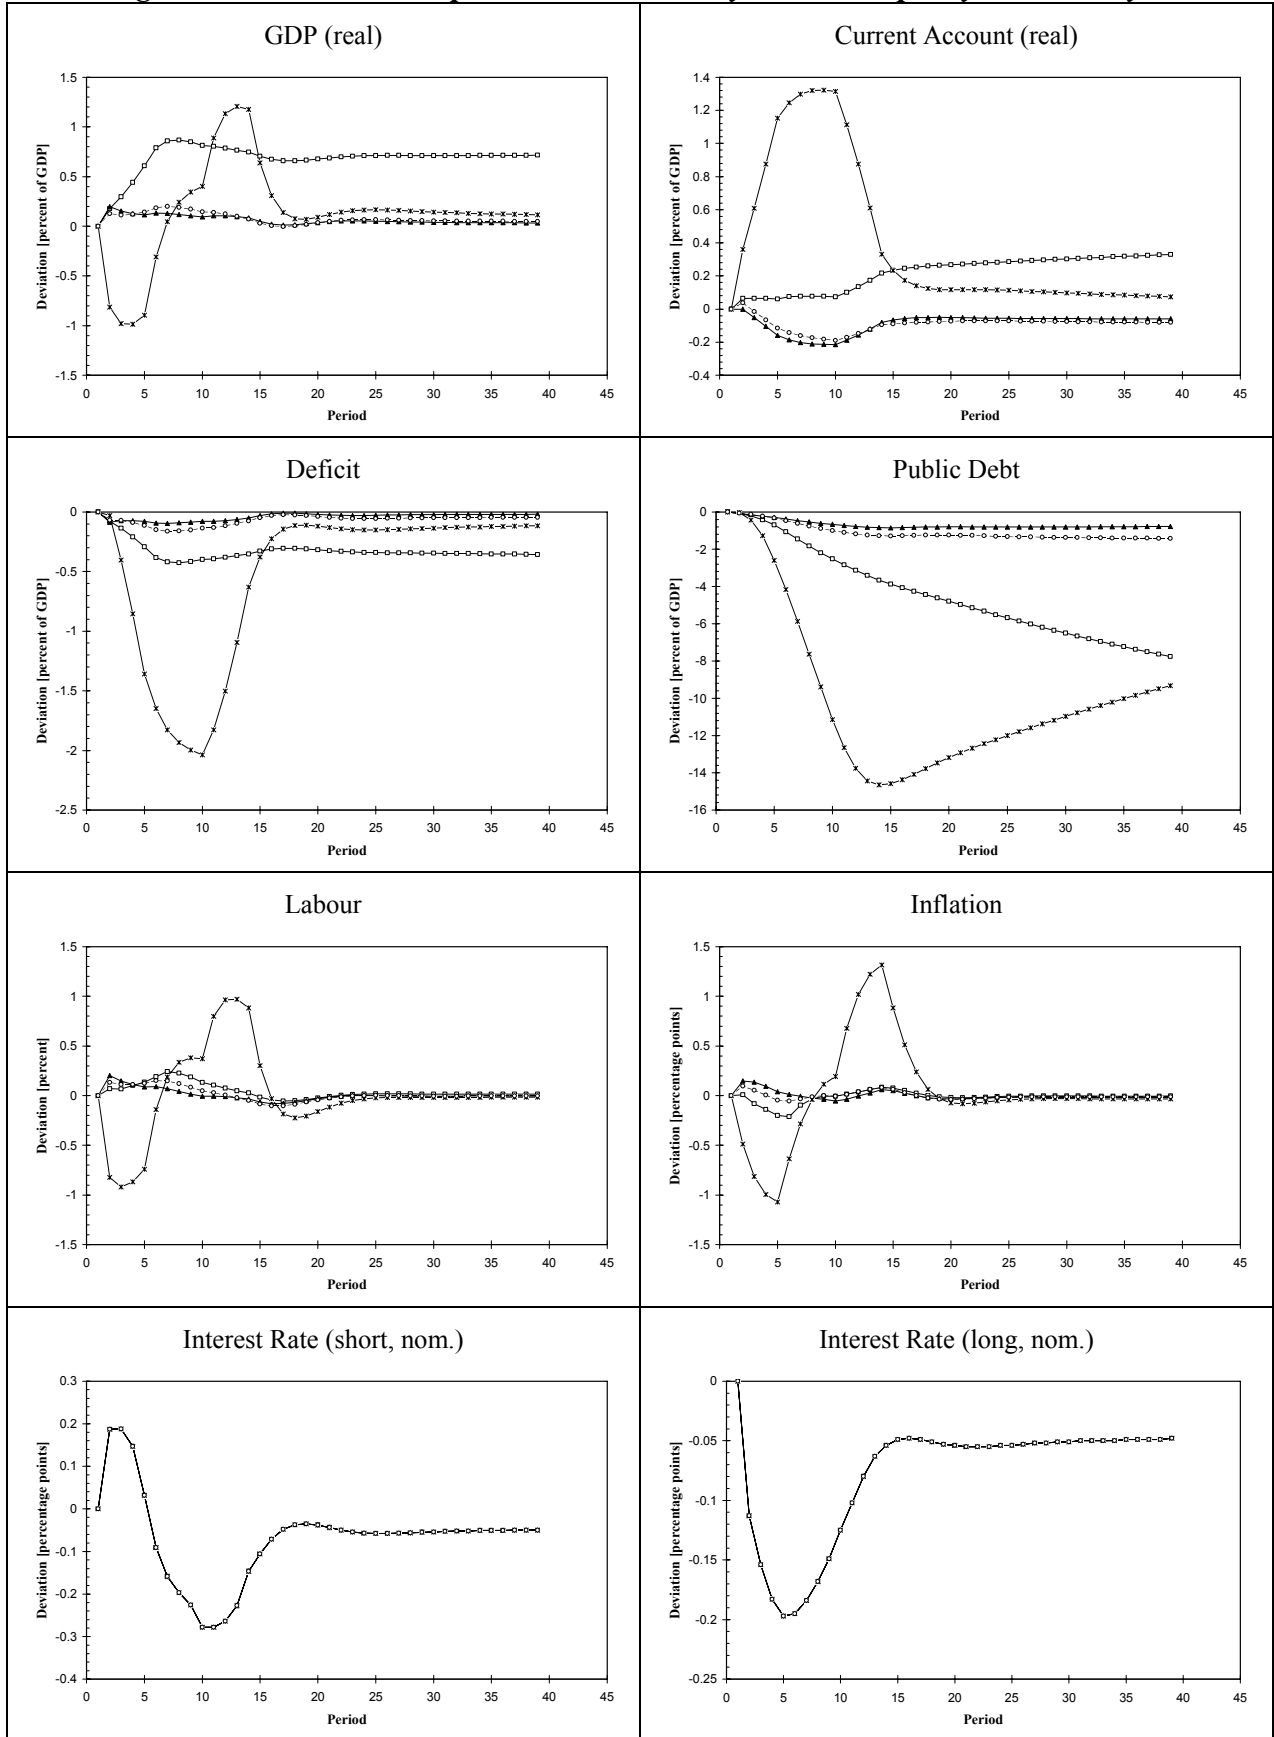 GDP (real)
Deviation [percent of GDP]
1.5
1
0.5
0
-0.5
-1
-1.5
0 5 10 15 20 25 30 35 40 45
Period
Current Account (real)
Deviation [percent of GDP]
1.4
1.2
1
0.8
0.6
0.4
0.2
0
-0.2
-0.4
0 5 10 15 20 25 30 35 40 45
Period
Deficit
Deviation [percent of GDP]
0
-0.5
-1
-1.5
-2
-2.5
0 5 10 15 20 25 30 35 40 45
Period
Public Debt
Deviation [percent of GDP]
0
-2
-4
-6
-8
-10
-12
-14
-16
0 5 10 15 20 25 30 35 40 45
Period
Labour
Deviation [percent]
1.5
1
0.5
0
-0.5
-1
-1.5
0 5 10 15 20 25 30 35 40 45
Period
Inflation
Deviation [percentage points]
1.5
1
0.5
0
-0.5
-1
-1.5
0 5 10 15 20 25 30 35 40 45
Period
Interest Rate (short, nom.)
Deviation [percentage points]
0.3
0.2
0.1
0
-0.1
-0.2
-0.3
-0.4
0 5 10 15 20 25 30 35 40 45
Period
Interest Rate (long, nom.)
Deviation [percentage points]
0
-0.05
-0.1
-0.15
-0.2
-0.25
0 5 10 15 20 25 30 35 40 45
Period